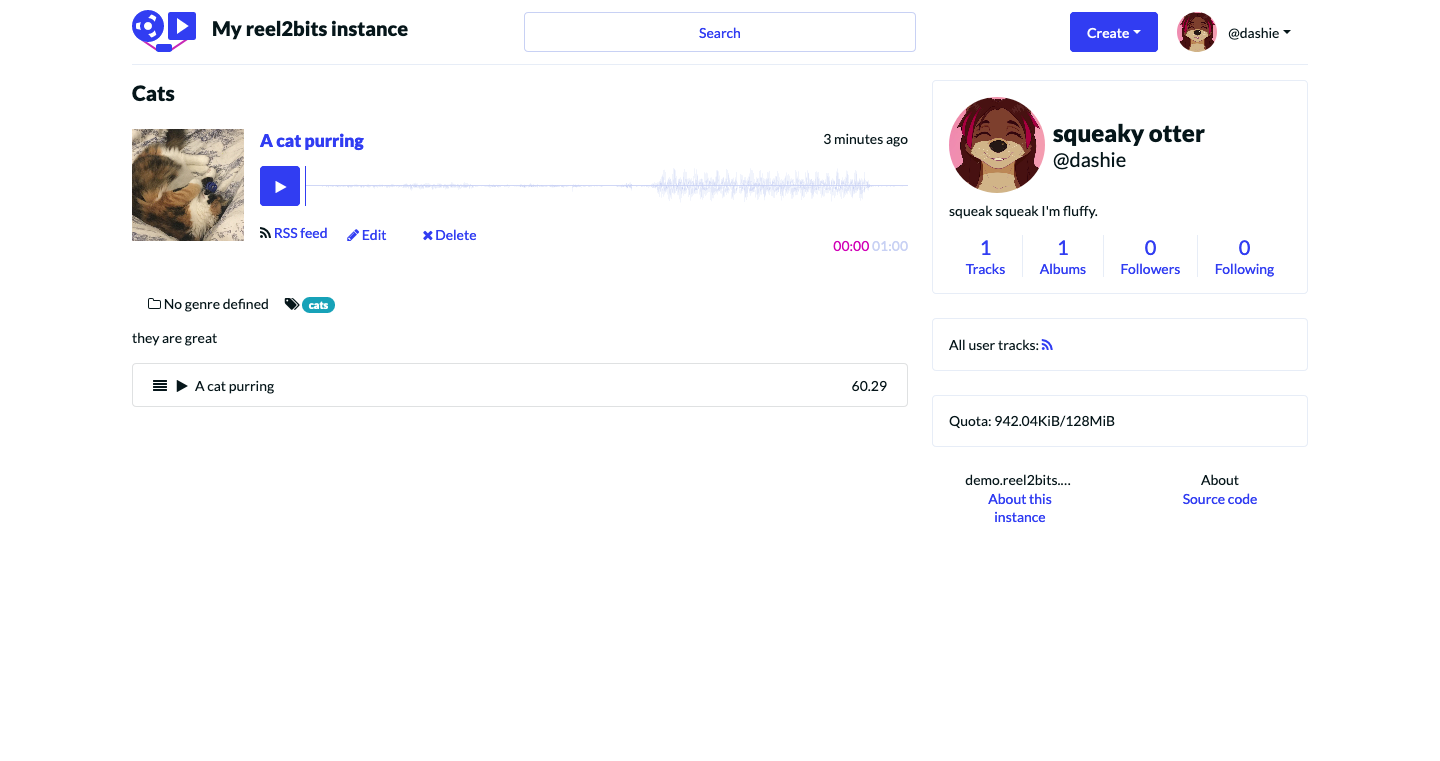 My reel2bits instance
Search
Create
@dashie
Cats
A cat purring
3 minutes ago
RSS feed
Edit
Delete
00:00 01:00
No genre defined
cats
they are great
A cat purring
60.29
squeaky otter
@dashie
squeak squeak I'm fluffy.
1
Tracks
1
Albums
0
Followers
0
Following
All user tracks:
Quota: 942.04KiB/128MiB
demo.reel2bits....
About this
instance
About
Source code